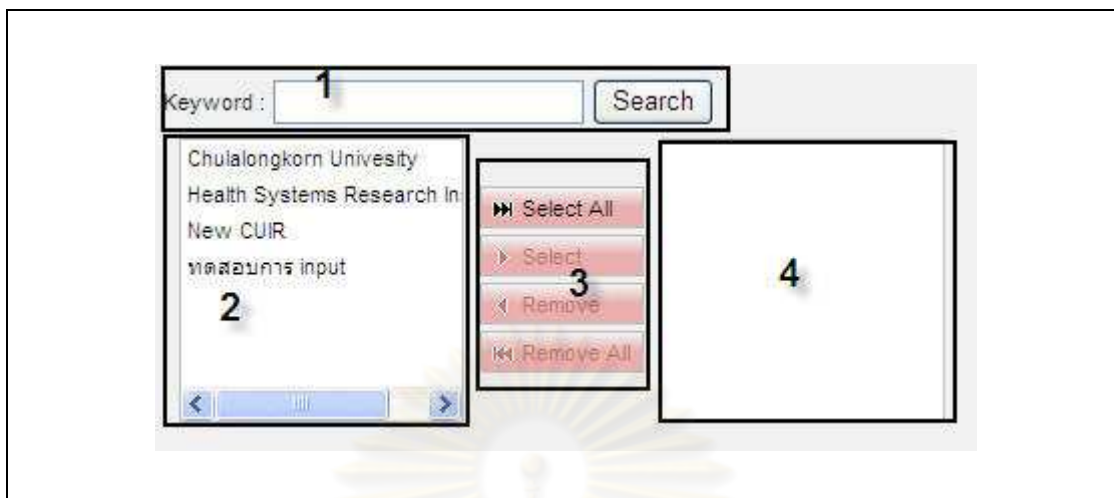 1
Keyword :
Search
Chulalongkorn Univesity
Health Systems Research In
New CUIR
ทดสอบการ input
2
Select All
Select
3
Remove
Remove All
4